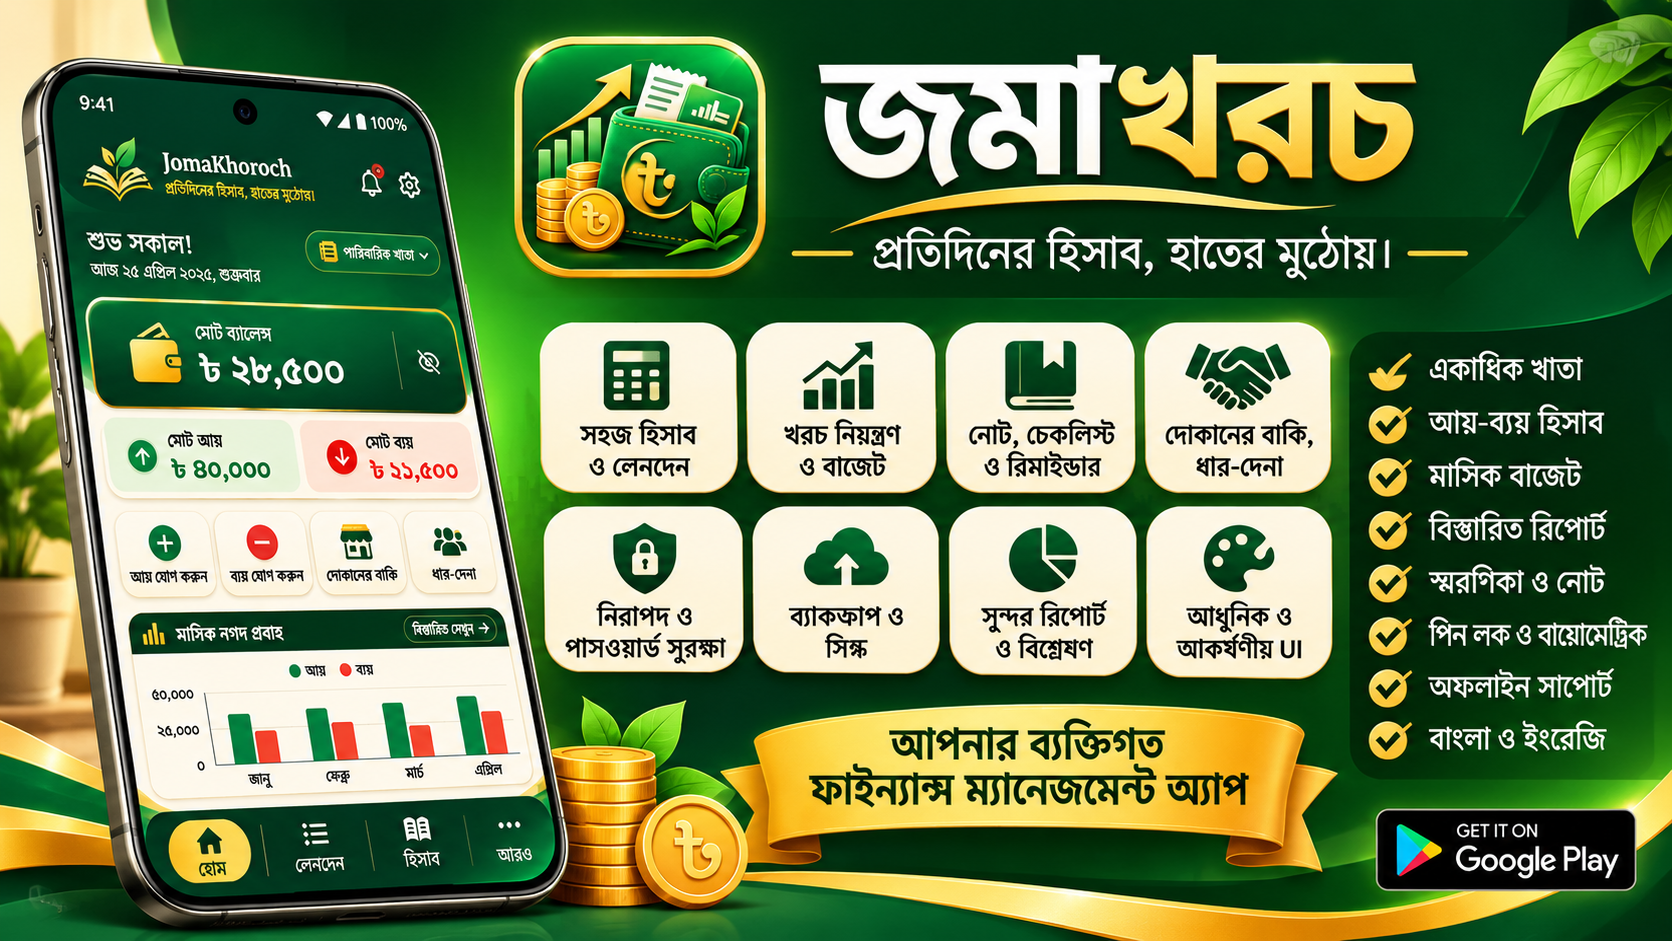 9:41
100%
JomaKhoroch
প্রতিদিনের হিসাব, হাতের মুঠোয়।
শুভ সকাল!
আজ ২৫ এপ্রিল ২০২৫, শুক্রবার
পারিবারিক খাতা
মোট ব্যালেন্স
৳ ২৮,৫০০
মোট আয়
৳ ৪০,০০০
মোট ব্যয়
৳ ২১,৫০০
আয় যোগ করুন
ব্যয় যোগ করুন
দোকানের বাকি
ধার-দেনা
মাসিক নগদ প্রবাহ
বিস্তারিত দেখুন →
আয়
ব্যয়
৫০,০০০
২৫,০০০
০
জানু
ফেব্রু
মার্চ
এপ্রিল
হোম
লেনদেন
হিসাব
আরও
জমাখরচ
প্রতিদিনের হিসাব, হাতের মুঠোয়।
সহজ হিসাব
ও লেনদেন
খরচ নিয়ন্ত্রণ
ও বাজেট
নোট, চেকলিস্ট
ও রিমাইন্ডার
দোকানের বাকি,
ধার-দেনা
নিরাপদ ও
পাসওয়ার্ড সুরক্ষা
ও
সিঙ্ক
সুন্দর রিপোর্ট
ও বিশ্লেষণ
আধুনিক ও
আকর্ষণীয় UI
একাধিক খাতা
আয়-ব্যয় হিসাব
মাসিক বাজেট
বিস্তারিত রিপোর্ট
স্মরণিকা ও নোট
পিন লক ও বায়োমেট্রিক
অফলাইন সাপোর্ট
বাংলা ও ইংরেজি
আপনার ব্যক্তিগত
ফাইন্যান্স ম্যানেজমেন্ট অ্যাপ
GET IT ON
Google Play